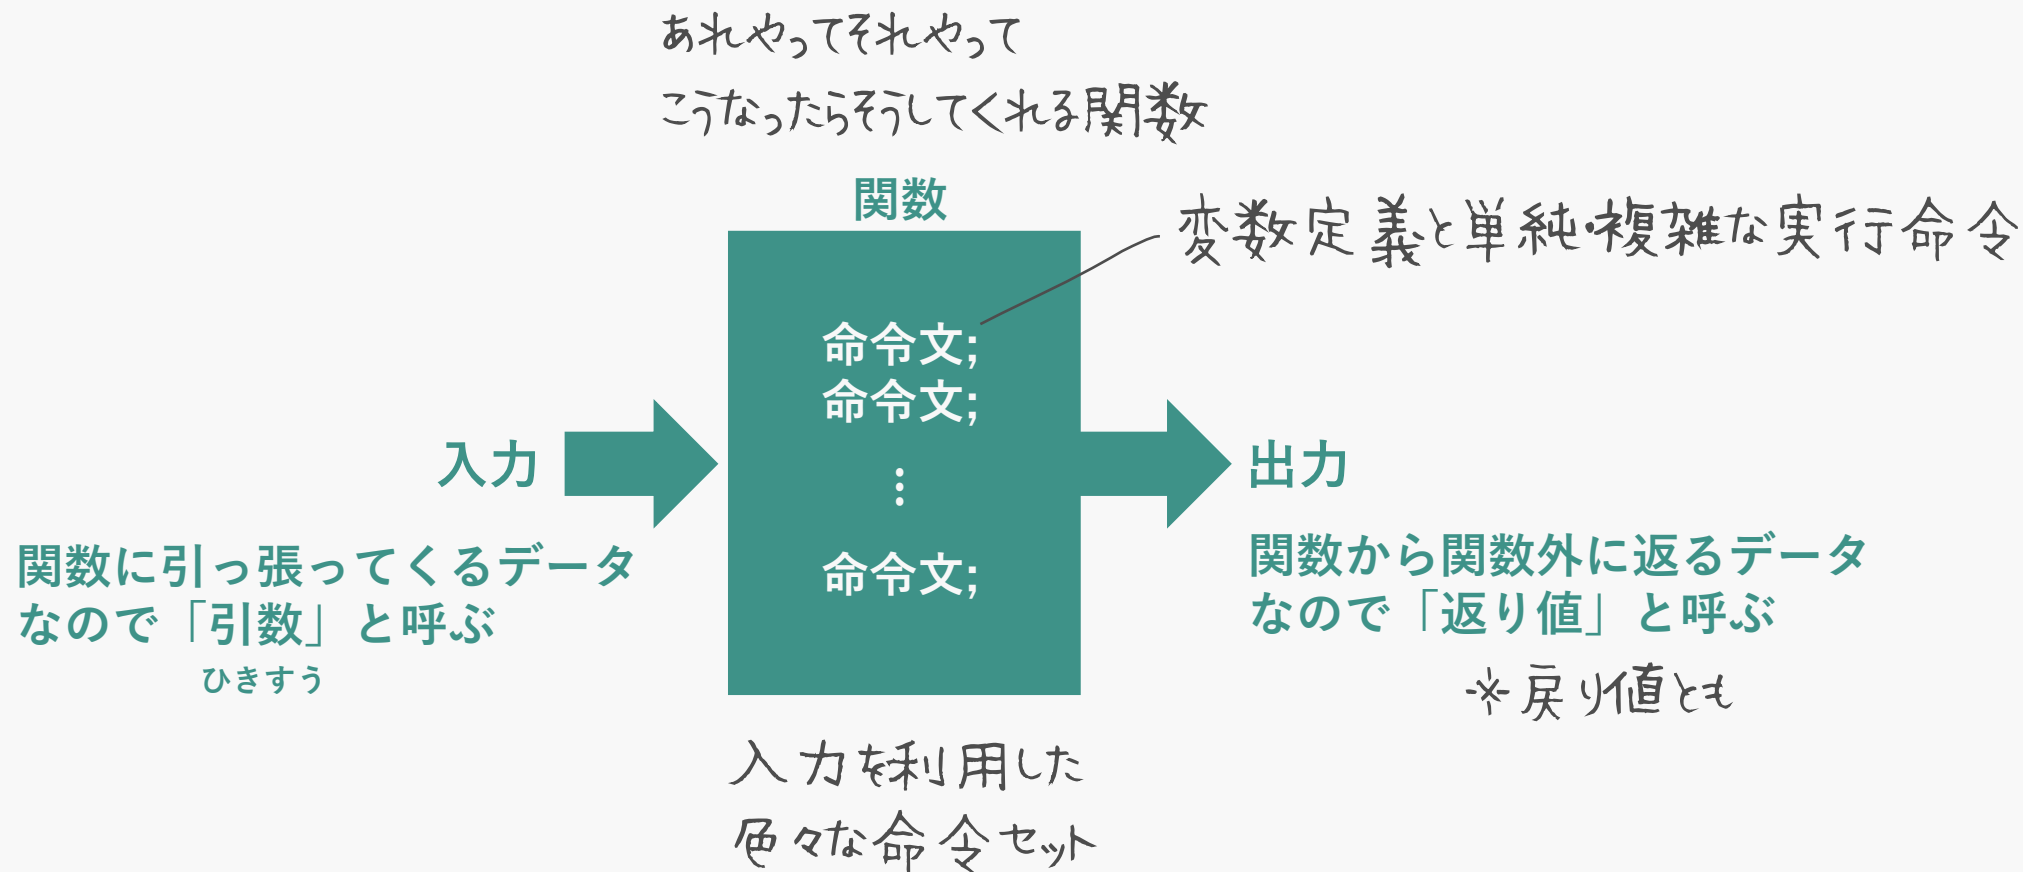 あれやってそれやって
こうなったらそうしてくれる関数
関数
変数定義と単純・複雑な実行命令
命令文;
命令文;
⋮
命令文;
入力
関数に引っ張ってくるデータ
なので「引数」と呼ぶ
ひきすう
出力
関数から関数外に返るデータ
なので「返り値」と呼ぶ
※戻り値とも
入力を利用した
色々な命令セット